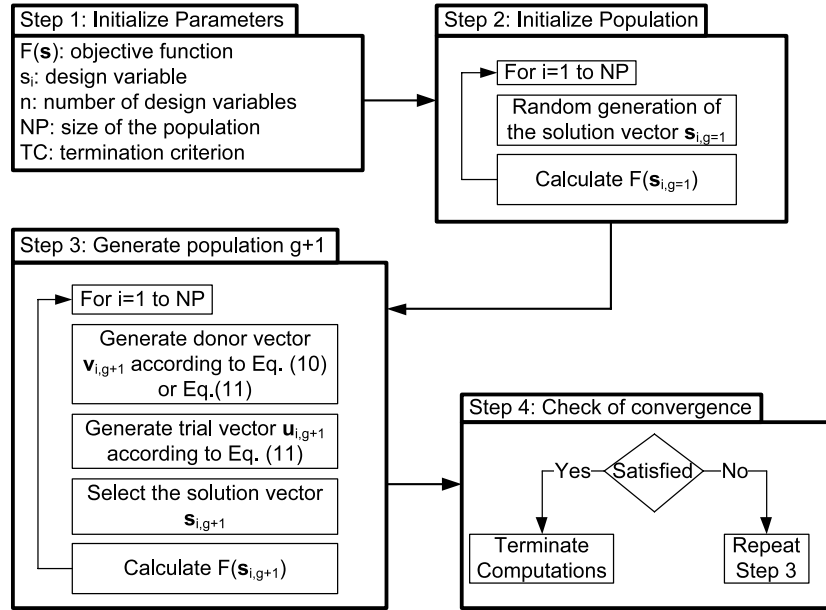 Step 1: Initialize Parameters
F(s): objective function
si: design variable
n: number of design variables
NP: size of the population
TC: termination criterion
Step 2: Initialize Population
For i=1 to NP
Random generation of
the solution vector si,g=1
Calculate F(si,g=1)
Step 3: Generate population g+1
For i=1 to NP
Generate donor vector
vi,g+1 according to Eq. (10)
or Eq.(11)
Generate trial vector ui,g+1
according to Eq. (11)
Select the solution vector
si,g+1
Calculate F(si,g+1)
Step 4: Check of convergence
Yes
Satisfied
No
Terminate
Computations
Repeat
Step 3